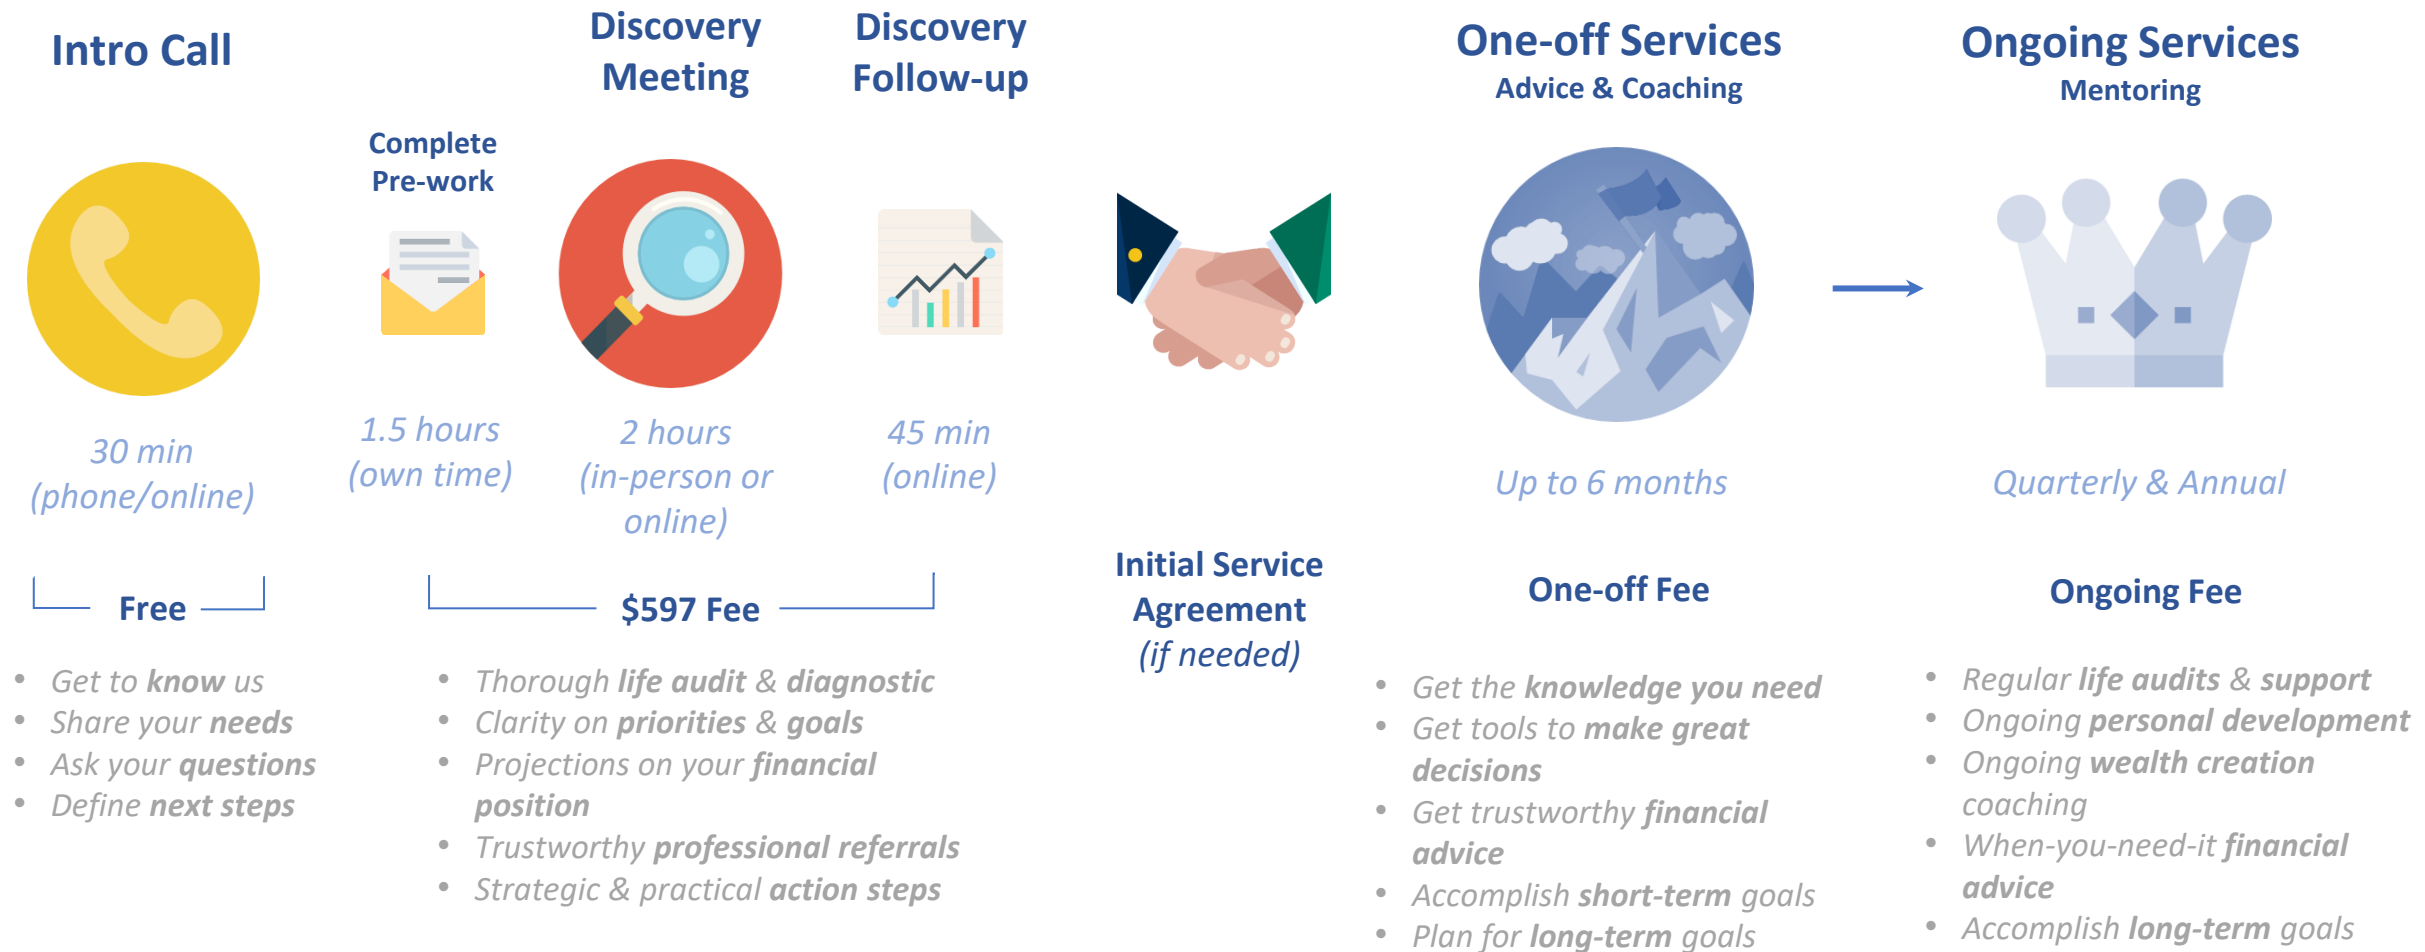 Intro Call
30 min
(phone/online)
Free
• Get to know us
• Share your needs
• Ask your questions
• Define next steps
Complete
Pre-work
1.5 hours
(own time)
Discovery
Meeting
2 hours
(in-person or
online)
Discovery
Follow-up
45 min
(online)
$597 Fee
• Thorough life audit & diagnostic
• Clarity on priorities & goals
• Projections on your financial
position
• Trustworthy professional referrals
• Strategic & practical action steps
Initial Service
Agreement
(if needed)
One-off Services
Advice & Coaching
Up to 6 months
One-off Fee
• Get the knowledge you need
• Get tools to make great
decisions
• Get trustworthy financial
advice
• Accomplish short-term goals
• Plan for long-term goals
Ongoing Services
Mentoring
Quarterly & Annual
Ongoing Fee
• Regular life audits & support
• Ongoing personal development
• Ongoing wealth creation
coaching
• When-you-need-it financial
advice
• Accomplish long-term goals